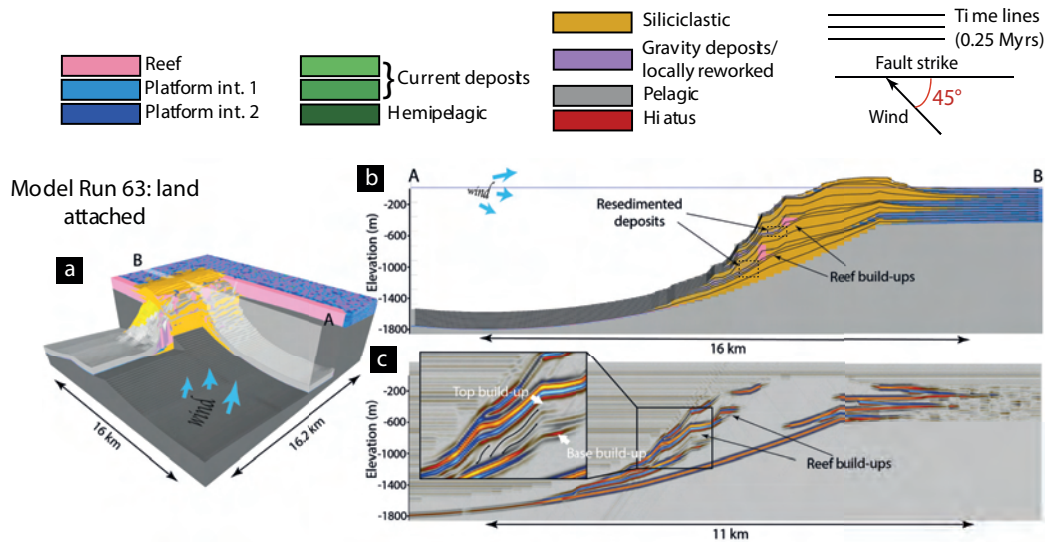 Reef
Platform int. 1
Platform int. 2
Current deposits
Hemipelagic
Siliciclastic
Gravity deposits/
locally reworked
Pelagic
Hiatus
Time lines
(0.25 Myrs)
Fault strike
45°
Wind
Model Run 63: land
attached
a
B
A
wind
16 km
16.2 km
b
A
B
wind
Elevation (m)
-200
-600
-1000
-1400
-1800
Resedimented
deposits
Reef build-ups
16 km
c
Elevation (m)
-200
-600
-1000
-1400
-1800
Top build-up
Base build-up
Reef build-ups
11 km